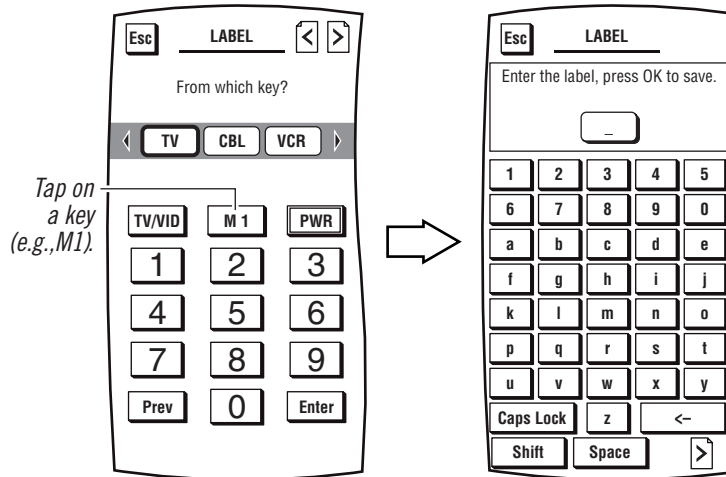 Esc LABEL < >
From which key?
TV CBL VCR
Tap on
a key
(e.g.,M1).
TV/VID M 1 PWR
1 2 3
4 5 6
7 8 9
Prev 0 Enter
Esc LABEL
Enter the label, press OK to save.
_
1 2 3 4 5
6 7 8 9 0
a b c d e
f g h i j
k l m n o
p q r s t
u v w x y
Caps Lock z <–
Shift Space >